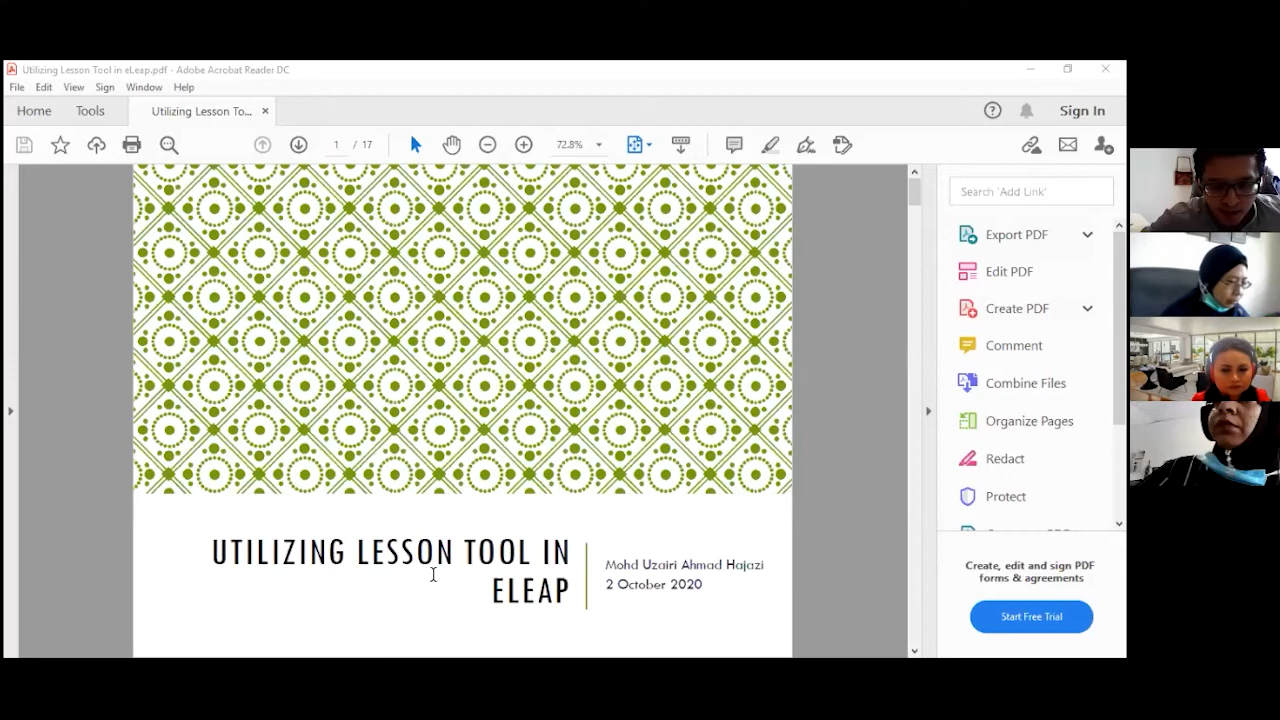 Utilizing Lesson Tool in eLeap.pdf - Adobe Acrobat Reader DC
File Edit View Sign Window Help
Home Tools Utilizing Lesson To... × Sign In
1 / 17 72.8%
Search 'Add Link'
Export PDF
Edit PDF
Create PDF
Comment
Combine Files
Organize Pages
Redact
Protect
UTILIZING LESSON TOOL IN
ELEAP
Mohd Uzairi Ahmad Hajazi
2 October 2020
Create, edit and sign PDF
forms & agreements
Start Free Trial